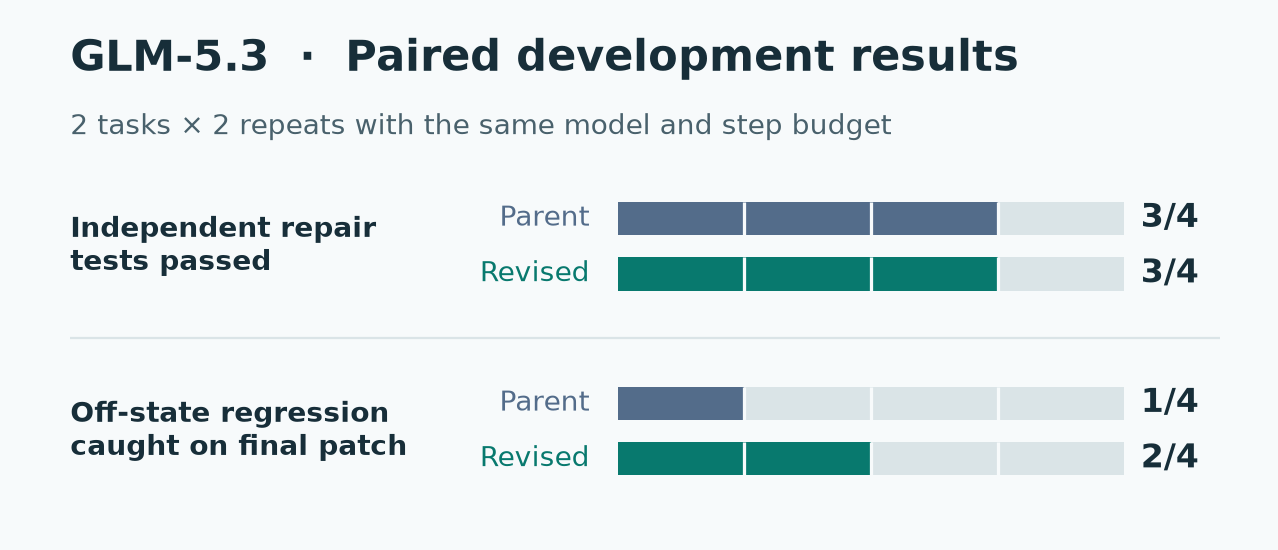 GLM-5.3 · Paired development results
2 tasks × 2 repeats with the same model and step budget
Independent repair
tests passed
Parent
3/4
Revised
3/4
Off-state regression
caught on final patch
Parent
1/4
Revised
2/4